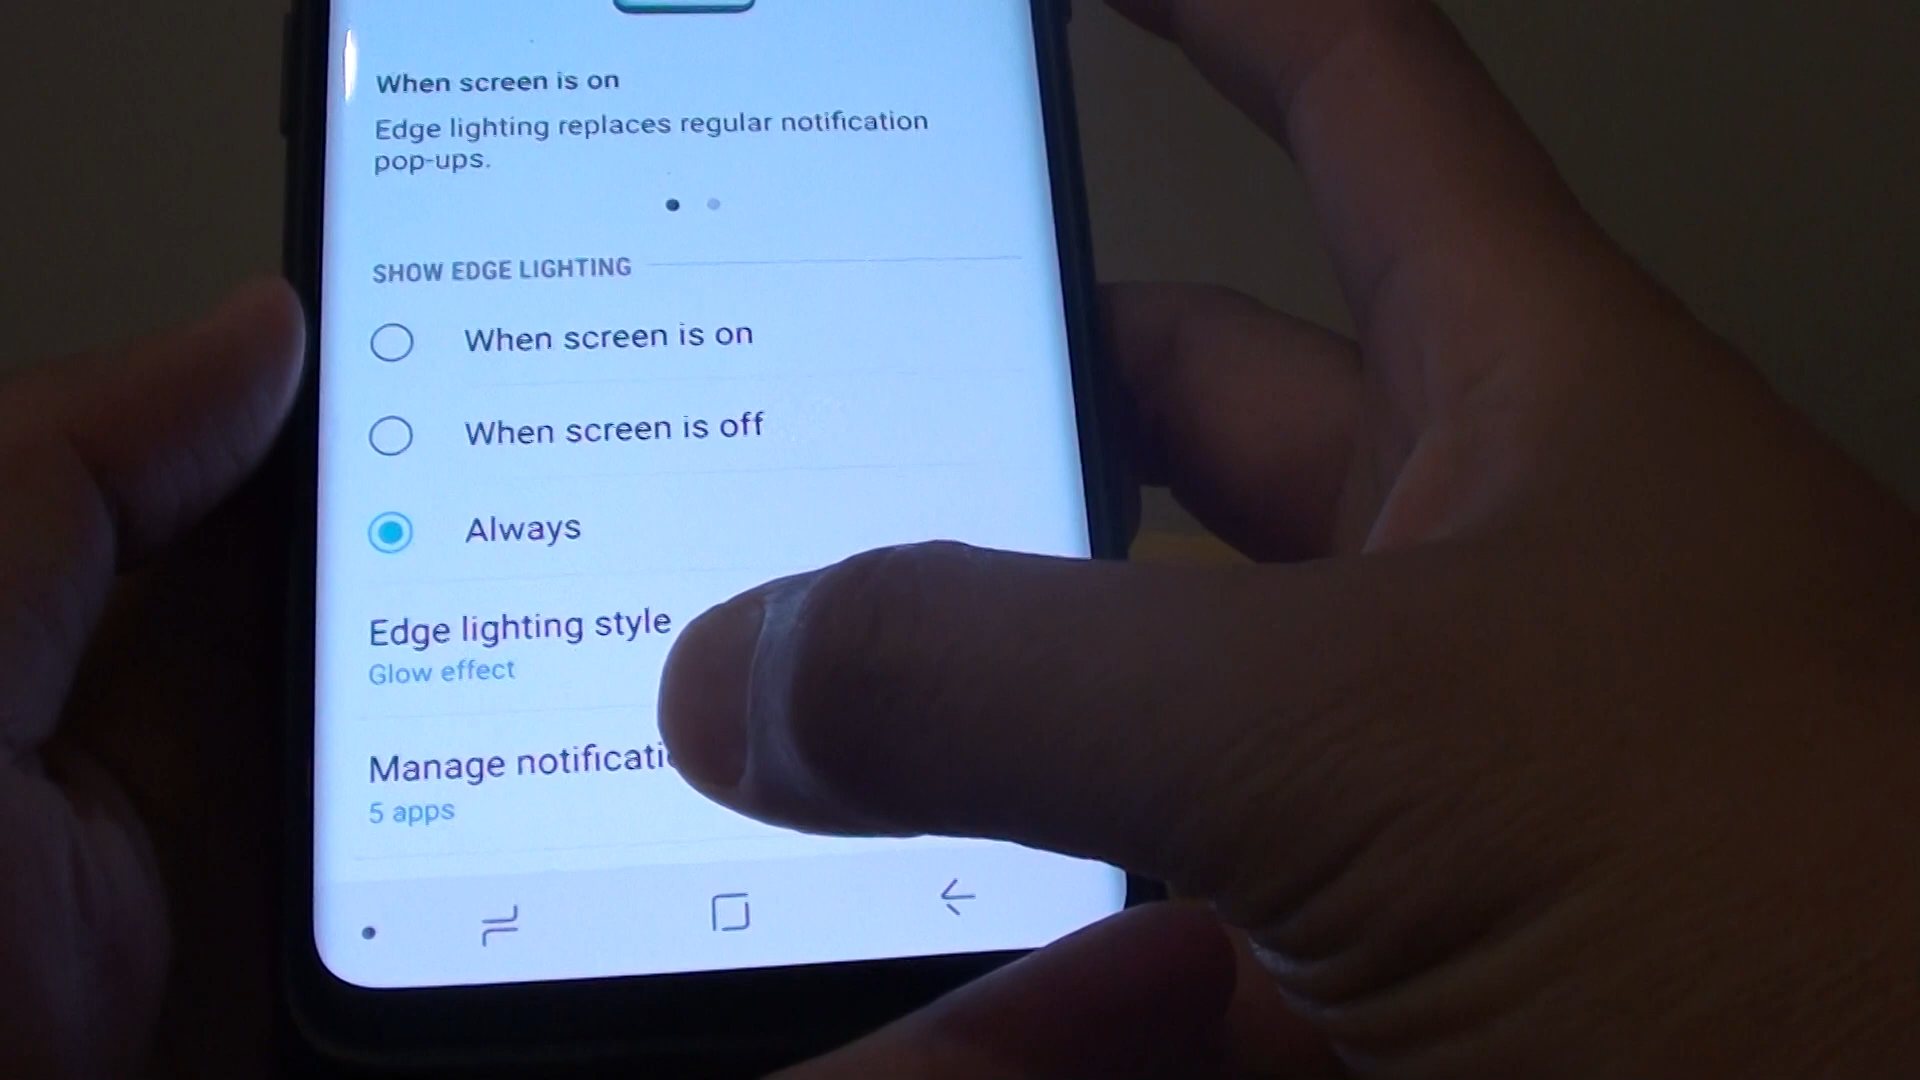 When screen is on
Edge lighting replaces regular notification
pop-ups.
SHOW EDGE LIGHTING
When screen is on
When screen is off
Always
Edge lighting style
Glow effect
Manage
5 apps